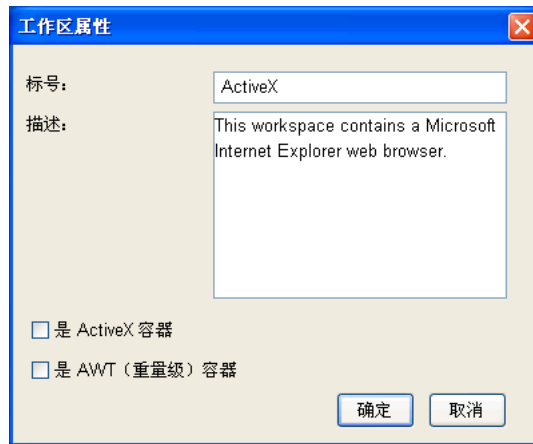 工作区属性
标号： ActiveX
描述： This workspace contains a Microsoft
Internet Explorer web browser.
是 ActiveX 容器
是 AWT（重量级）容器
确定 取消